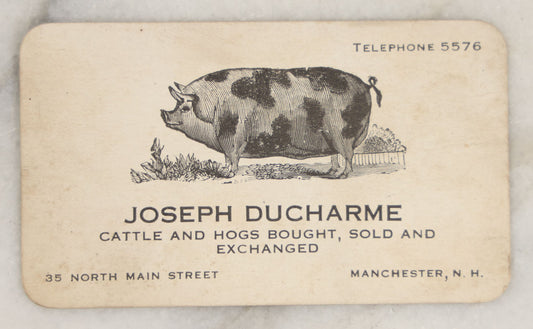 TELEPHONE 5576
JOSEPH DUCHARME
CATTLE AND HOGS BOUGHT, SOLD AND
EXCHANGED
35 NORTH MAIN STREET
MANCHESTER, N. H.